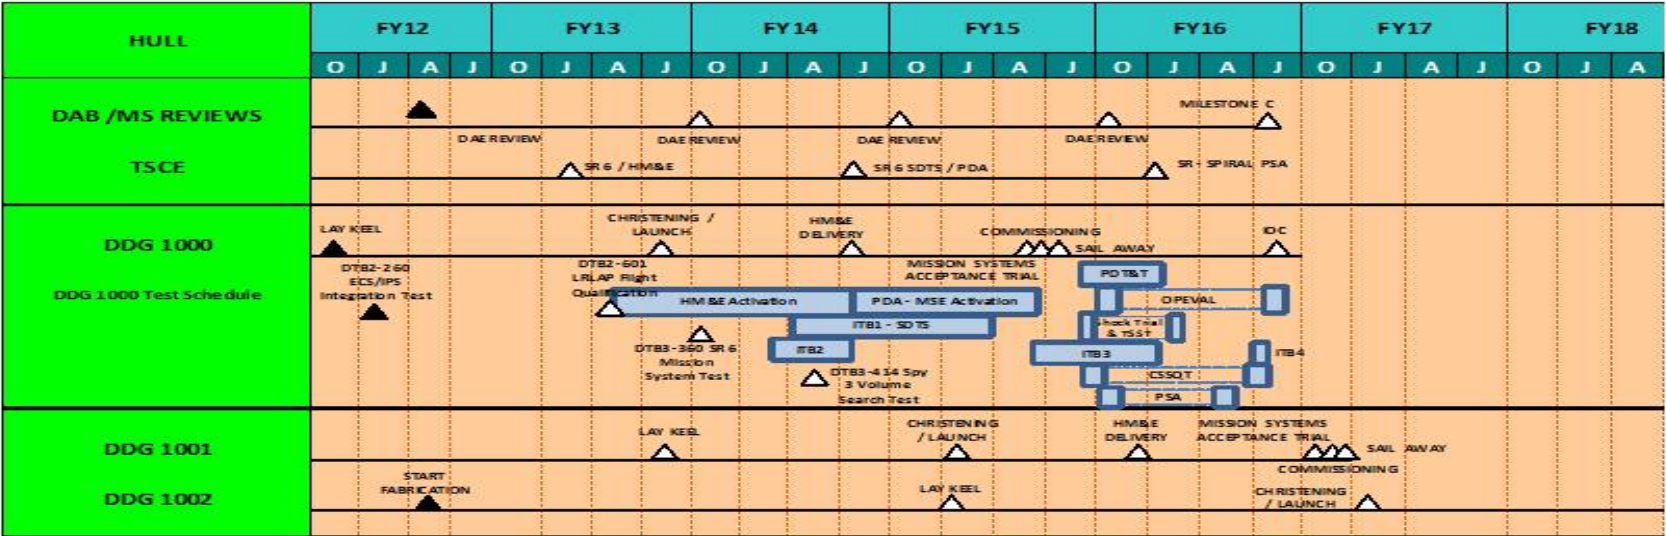 HULL FY12 FY13 FY14 FY15 FY16 FY17 FY18
O J A J O J A J O J A J O J A J O J A J O J A J O J A
DAB /MS REVIEWS
MILESTONE C
DAE REVIEW DAE REVIEW DAE REVIEW DAE REVIEW
TSCE
SR 6 / HM&E SR 6 SDTS / PDA SR - SPIRAL PSA
DDG 1000
LAY KEEL
CHRISTENING /
LAUNCH
HM&E
DELIVERY
COMMISSIONING
SAIL AWAY
IOC
DDG 1000 Test Schedule
DTB2-260
ECS/IPS
Integration Test
DTB2-601
LRLAP Flight
Qualification
MISSION SYSTEMS
ACCEPTANCE TRIAL
PDT&T
HM&E Activation
PDA - MSE Activation
OPEVAL
ITB1 - SDTS
Shock Trial
& TSST
DTB3-360 SR 6
Mission
System Test
ITB2
ITB3
ITB4
DTB3-414 Spy
3 Volume
Search Test
CSSQT
PSA
DDG 1001
LAY KEEL
CHRISTENING
/ LAUNCH
HM&E
DELIVERY
MISSION SYSTEMS
ACCEPTANCE TRIAL
SAIL AWAY
COMMISSIONING
DDG 1002
START
FABRICATION
LAY KEEL
CHRISTENING
/ LAUNCH